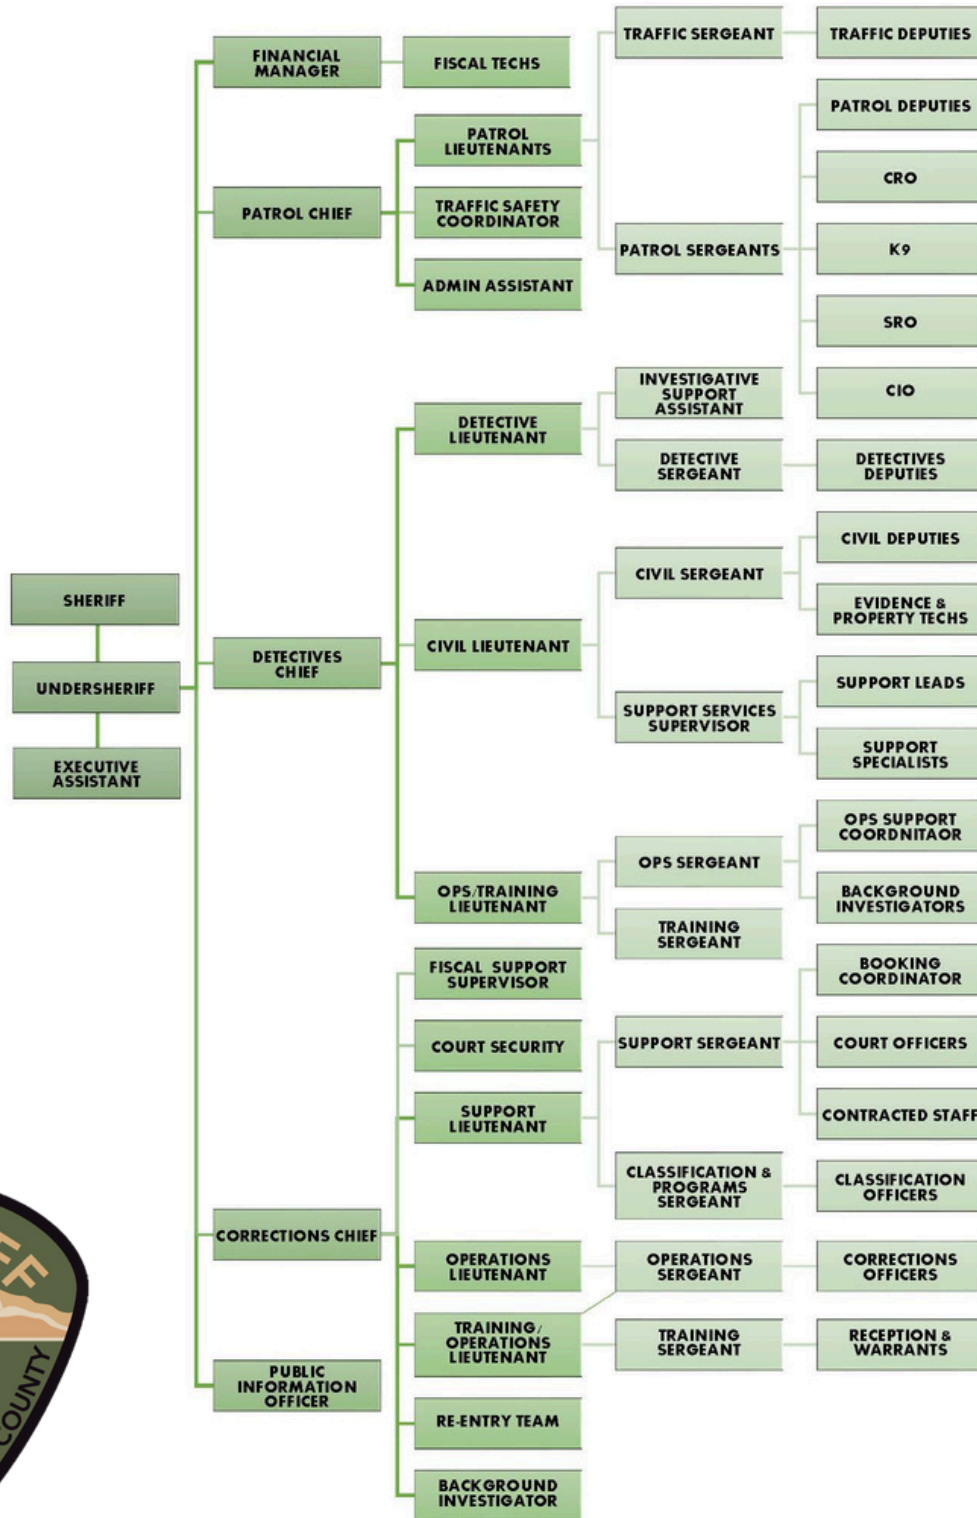 FINANCIAL
MANAGER
FISCAL TECHS
PATROL CHIEF
PATROL
LIEUTENANTS
TRAFFIC SERGEANT
TRAFFIC DEPUTIES
PATROL SERGEANTS
PATROL DEPUTIES
CRO
K9
SRO
CIO
TRAFFIC SAFETY
COORDINATOR
ADMIN ASSISTANT
SHERIFF
UNDERSHERIFF
EXECUTIVE
ASSISTANT
DETECTIVES
CHIEF
DETECTIVE
LIEUTENANT
INVESTIGATIVE
SUPPORT
ASSISTANT
DETECTIVE
SERGEANT
DETECTIVES
DEPUTIES
CIVIL LIEUTENANT
CIVIL SERGEANT
CIVIL DEPUTIES
EVIDENCE &
PROPERTY TECHS
SUPPORT SERVICES
SUPERVISOR
SUPPORT LEADS
SUPPORT
SPECIALISTS
OPS/TRAINING
LIEUTENANT
OPS SERGEANT
OPS SUPPORT
COORDNITAOR
BACKGROUND
INVESTIGATORS
TRAINING
SERGEANT
CORRECTIONS CHIEF
FISCAL SUPPORT
SUPERVISOR
COURT SECURITY
SUPPORT
LIEUTENANT
SUPPORT SERGEANT
BOOKING
COORDINATOR
COURT OFFICERS
CONTRACTED STAFF
CLASSIFICATION &
PROGRAMS
SERGEANT
CLASSIFICATION
OFFICERS
OPERATIONS
LIEUTENANT
OPERATIONS
SERGEANT
CORRECTIONS
OFFICERS
TRAINING/
OPERATIONS
LIEUTENANT
TRAINING
SERGEANT
RECEPTION &
WARRANTS
RE-ENTRY TEAM
BACKGROUND
INVESTIGATOR
PUBLIC
INFORMATION
OFFICER
COUNTY